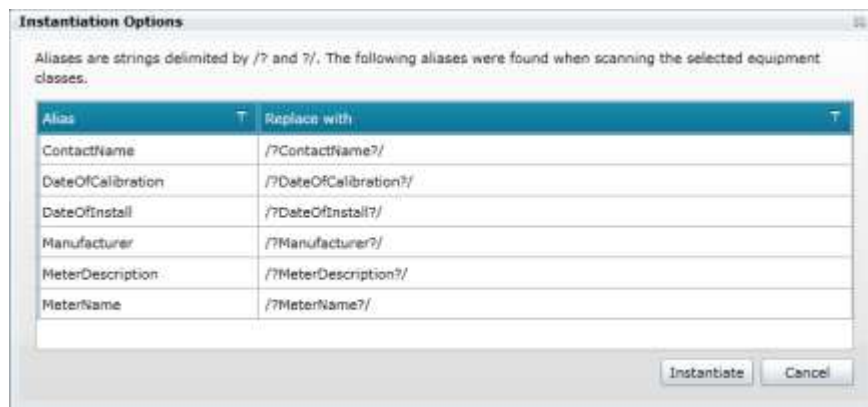 Instantiation Options
Aliases are strings delimited by /? and ?/. The following aliases were found when scanning the selected equipment
classes.
Alias Replace with
ContactName /?ContactName?/
DateOfCalibration /?DateOfCalibration?/
DateOfInstall /?DateOfInstall?/
Manufacturer /?Manufacturer?/
MeterDescription /?MeterDescription?/
MeterName /?MeterName?/
Instantiate Cancel